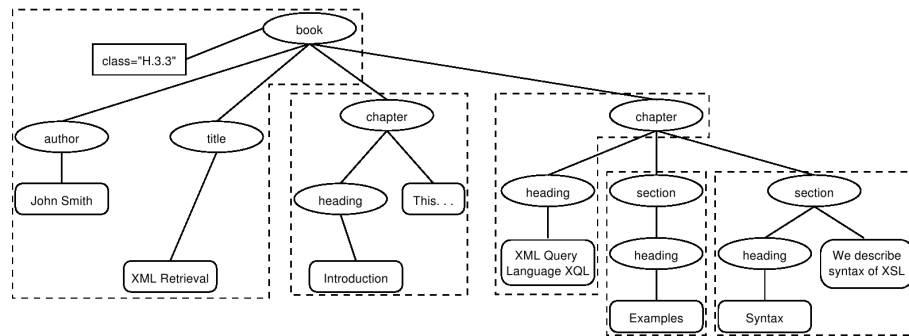 book
class="H.3.3"
author
title
chapter
chapter
John Smith
heading
This. . .
heading
section
section
XML Retrieval
Introduction
XML Query
Language XQL
heading
heading
We describe
syntax of XSL
Examples
Syntax